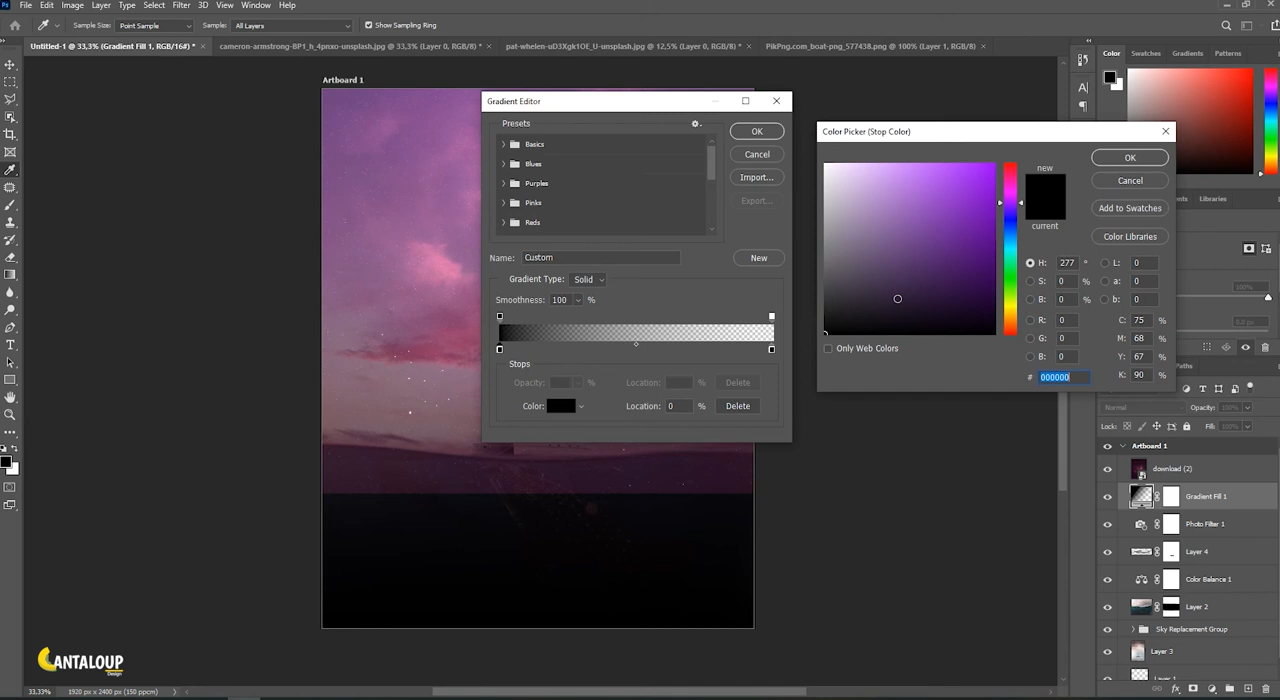 Ps File Edit Image Layer Type Select Filter 3D View Window Help
Sample Size: Point Sample Sample: All Layers Show Sampling Ring
Untitled-1 @ 33,3% (Gradient Fill 1, RGB/16#) * × cameron-armstrong-BP1_h_4pnxo-unsplash.jpg @ 33,3% (Layer 0, RGB/8) * × pat-whelen-uD3Xgk1OE_U-unsplash.jpg @ 12,5% (Layer 0, RGB/8) * × PikPng.com_boat-png_577438.png @ 100% (Layer 1, RGB/8) ×
Artboard 1
Gradient Editor
Presets
Basics
Blues
Purples
Pinks
Reds
OK
Cancel
Import...
Export...
Name: Custom
New
Gradient Type: Solid
Smoothness: 100 %
Stops
Opacity: % Location: % Delete
Color: Location: 0 % Delete
Color Picker (Stop Color)
new
current
OK
Cancel
Add to Swatches
Color Libraries
H: 277 ° L: 0
S: 0 % a: 0
B: 0 % b: 0
R: 0 C: 75 %
G: 0 M: 68 %
B: 0 Y: 67 %
# 000000 K: 90 %
Only Web Colors
Color Swatches Gradients Patterns
Libraries
100%
Paths
Normal Opacity: 100%
Locks: Fill: 100%
Artboard 1
download (2)
Gradient Fill 1
Photo Filter 1
Layer 4
Color Balance 1
Layer 2
Sky Replacement Group
Layer 3
Layer 1
CANTALOUP
Design
33,33% 1920 px x 2400 px (150 ppcm)